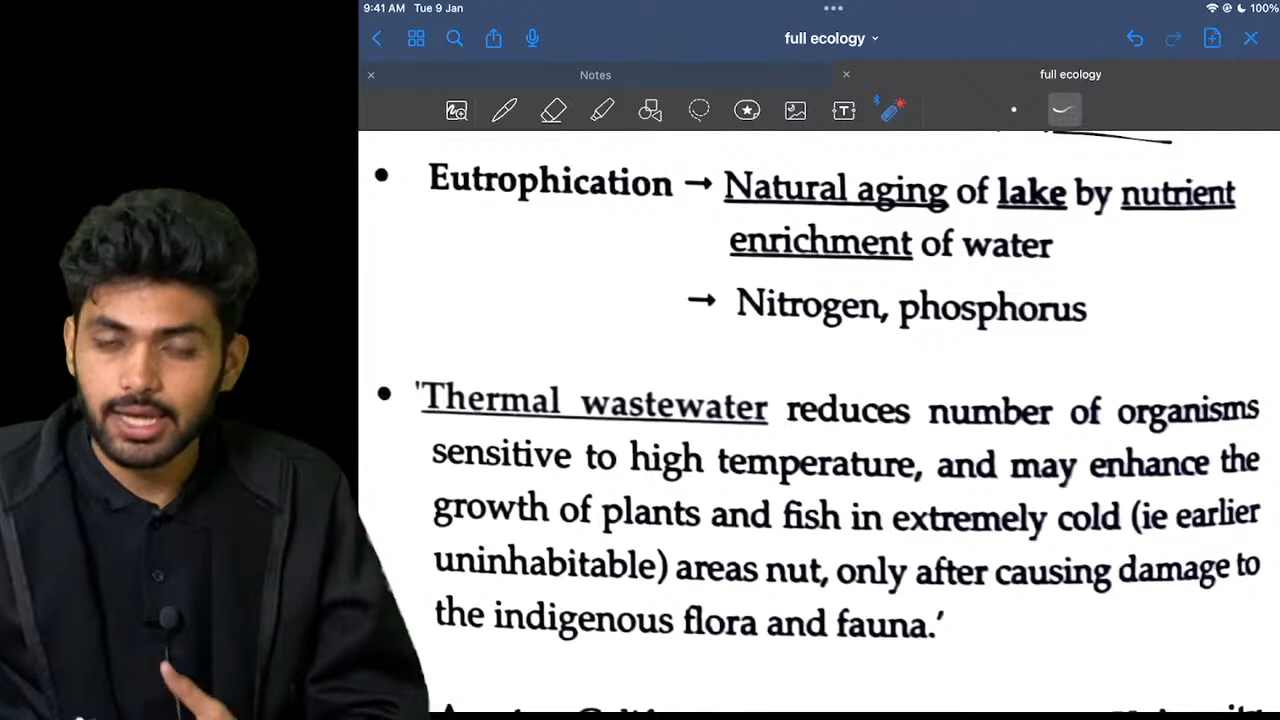 9:41 AM Tue 9 Jan
100%
full ecology
Notes
full ecology
T
• Eutrophication → Natural aging of lake by nutrient
enrichment of water
→ Nitrogen, phosphorus
• 'Thermal wastewater reduces number of organisms
sensitive to high temperature, and may enhance the
growth of plants and fish in extremely cold (ie earlier
uninhabitable) areas nut, only after causing damage to
the indigenous flora and fauna.'